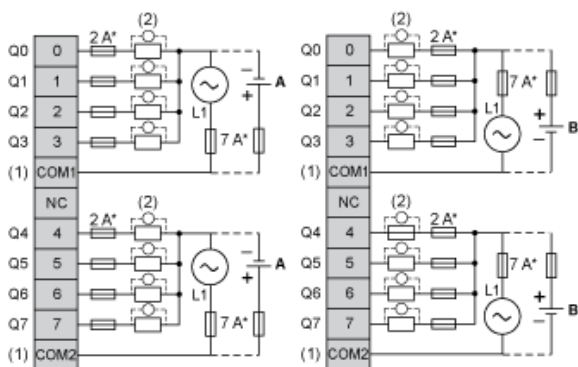 (2)
Q0 0 2 A*
Q1 1
Q2 2
L1
Q3 3 7 A*
(1) COM1
NC
− + A
(2)
Q4 4 2 A*
Q5 5
Q6 6
L1
Q7 7 7 A*
(1) COM2
− + A
(2)
Q0 0 2 A*
Q1 1 7 A*
Q2 2
L1
Q3 3
(1) COM1
NC
+ − B
(2)
Q4 4 2 A*
Q5 5 7 A*
Q6 6
L1
Q7 7
(1) COM2
+ − B